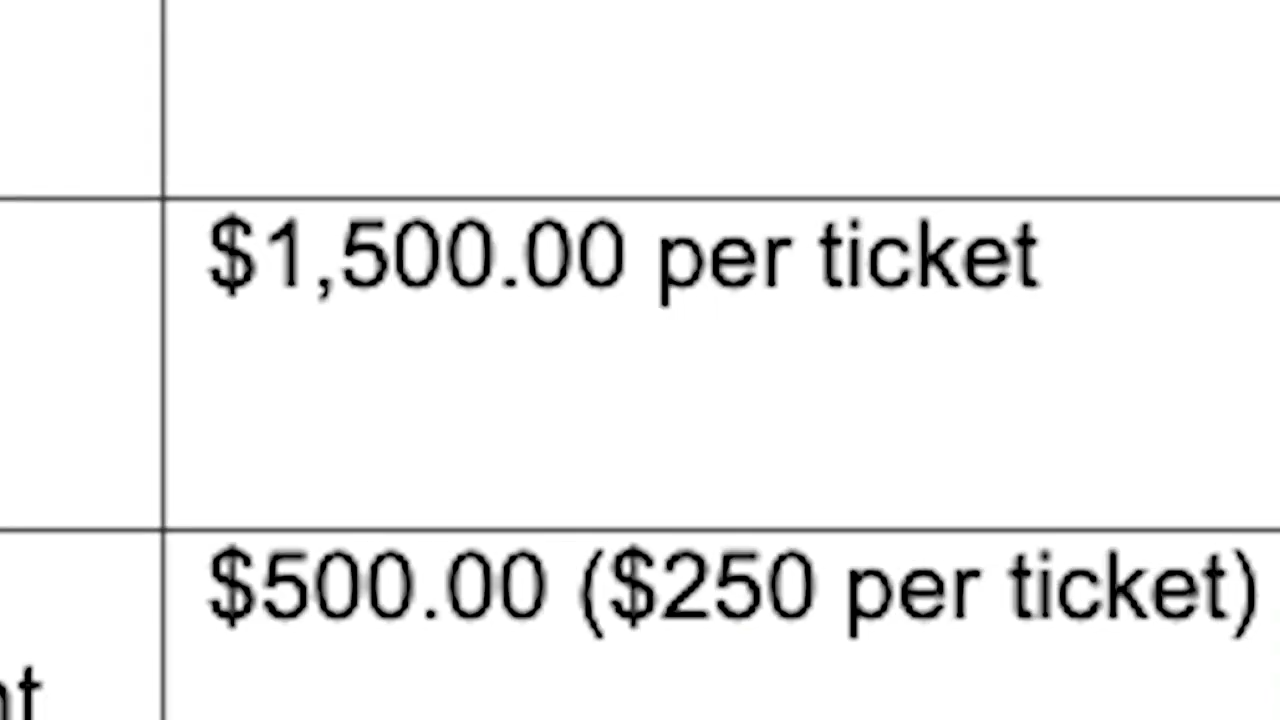 $1,500.00 per ticket
$500.00 ($250 per ticket)